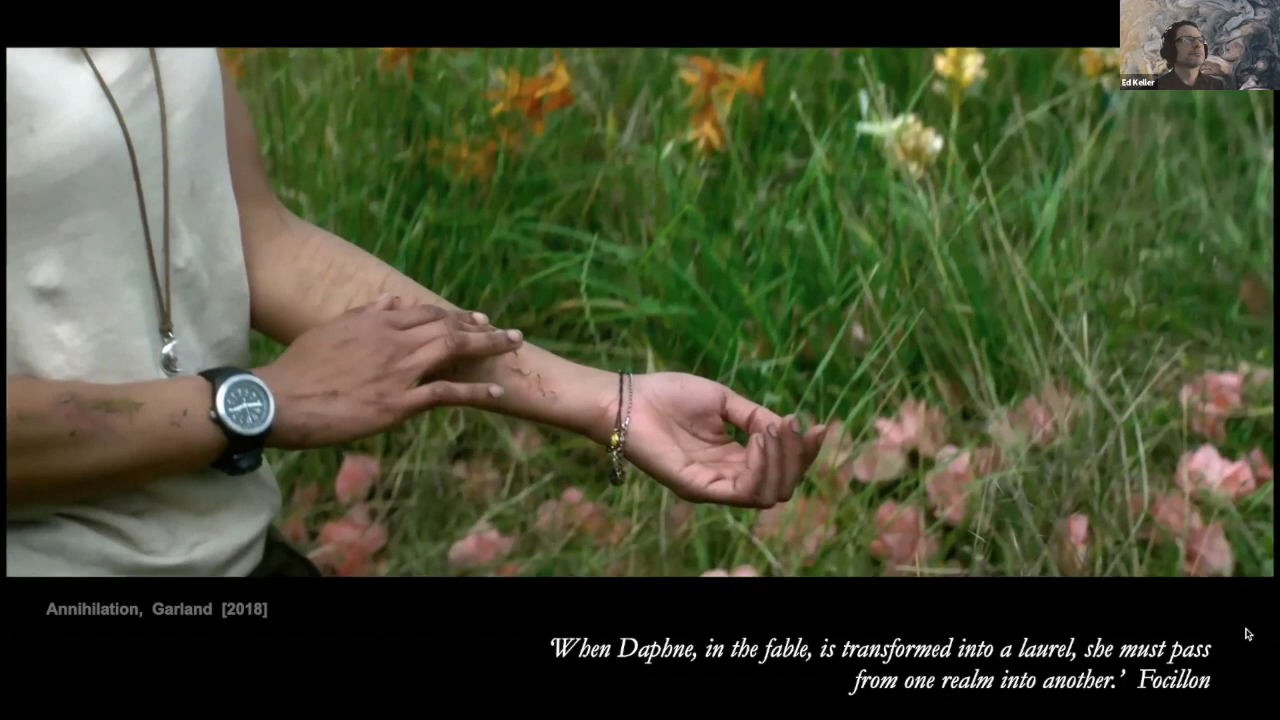 Ed Keller
Annihilation, Garland [2018]
'When Daphne, in the fable, is transformed into a laurel, she must pass
from one realm into another.' Focillon